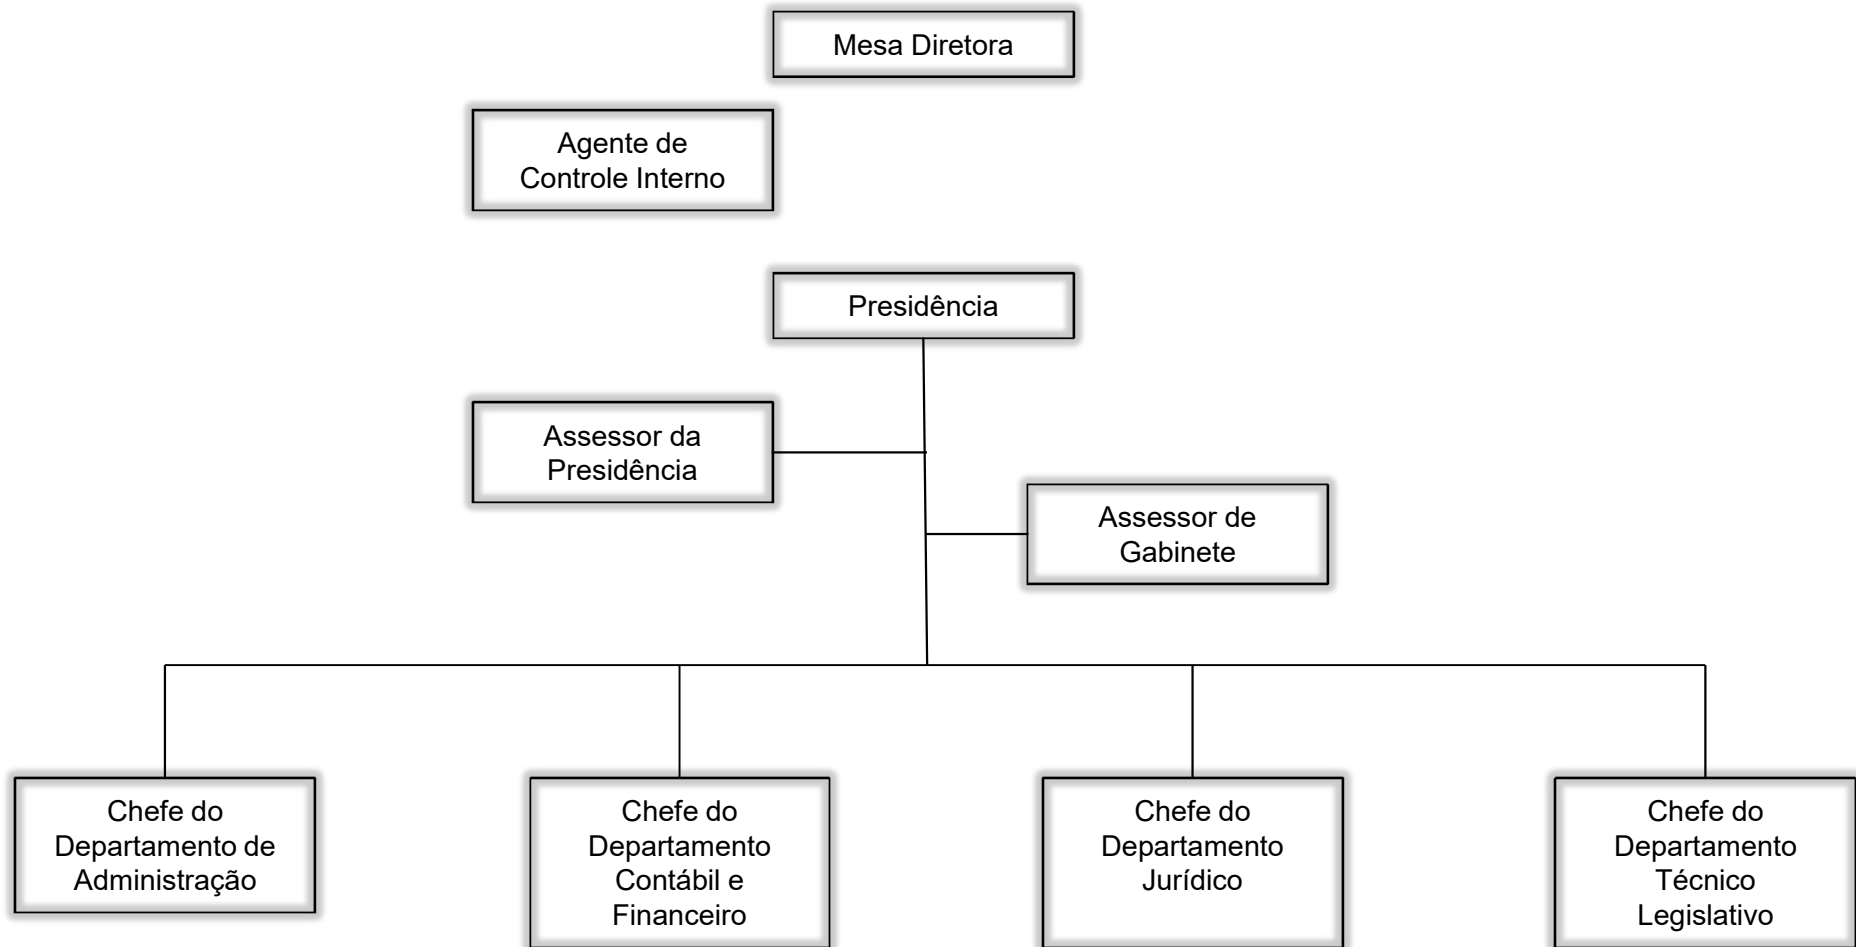 Mesa Diretora
Agente de
Controle Interno
Presidência
Assessor da
Presidência
Assessor de
Gabinete
Chefe do
Departamento de
Administração
Chefe do
Departamento
Contábil e
Financeiro
Chefe do
Departamento
Jurídico
Chefe do
Departamento
Técnico
Legislativo